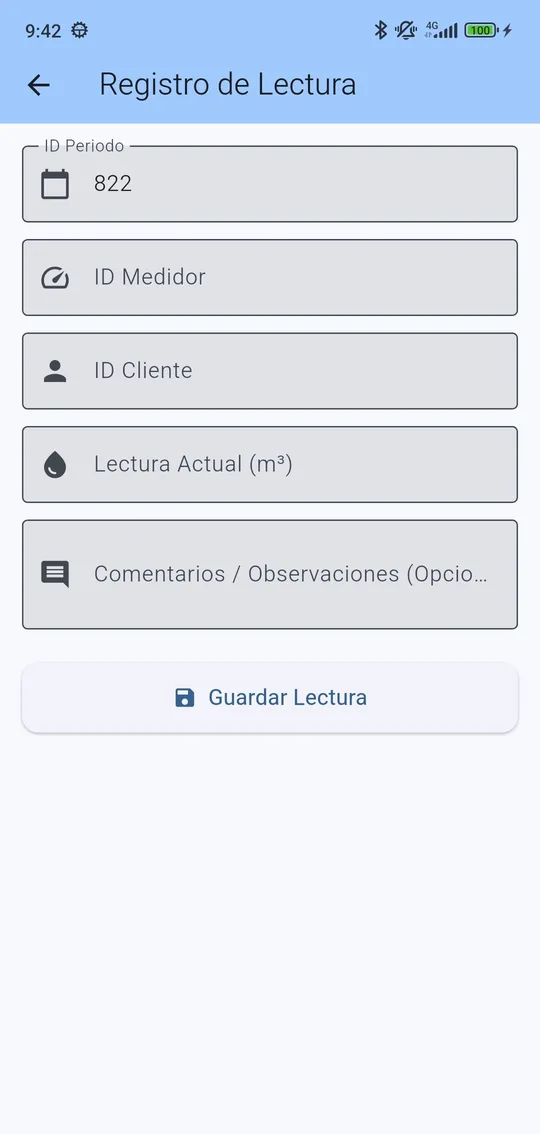 9:42
4G
100
Registro de Lectura
ID Periodo
822
ID Medidor
ID Cliente
Lectura Actual (m³)
Comentarios / Observaciones (Opcio…
Guardar Lectura